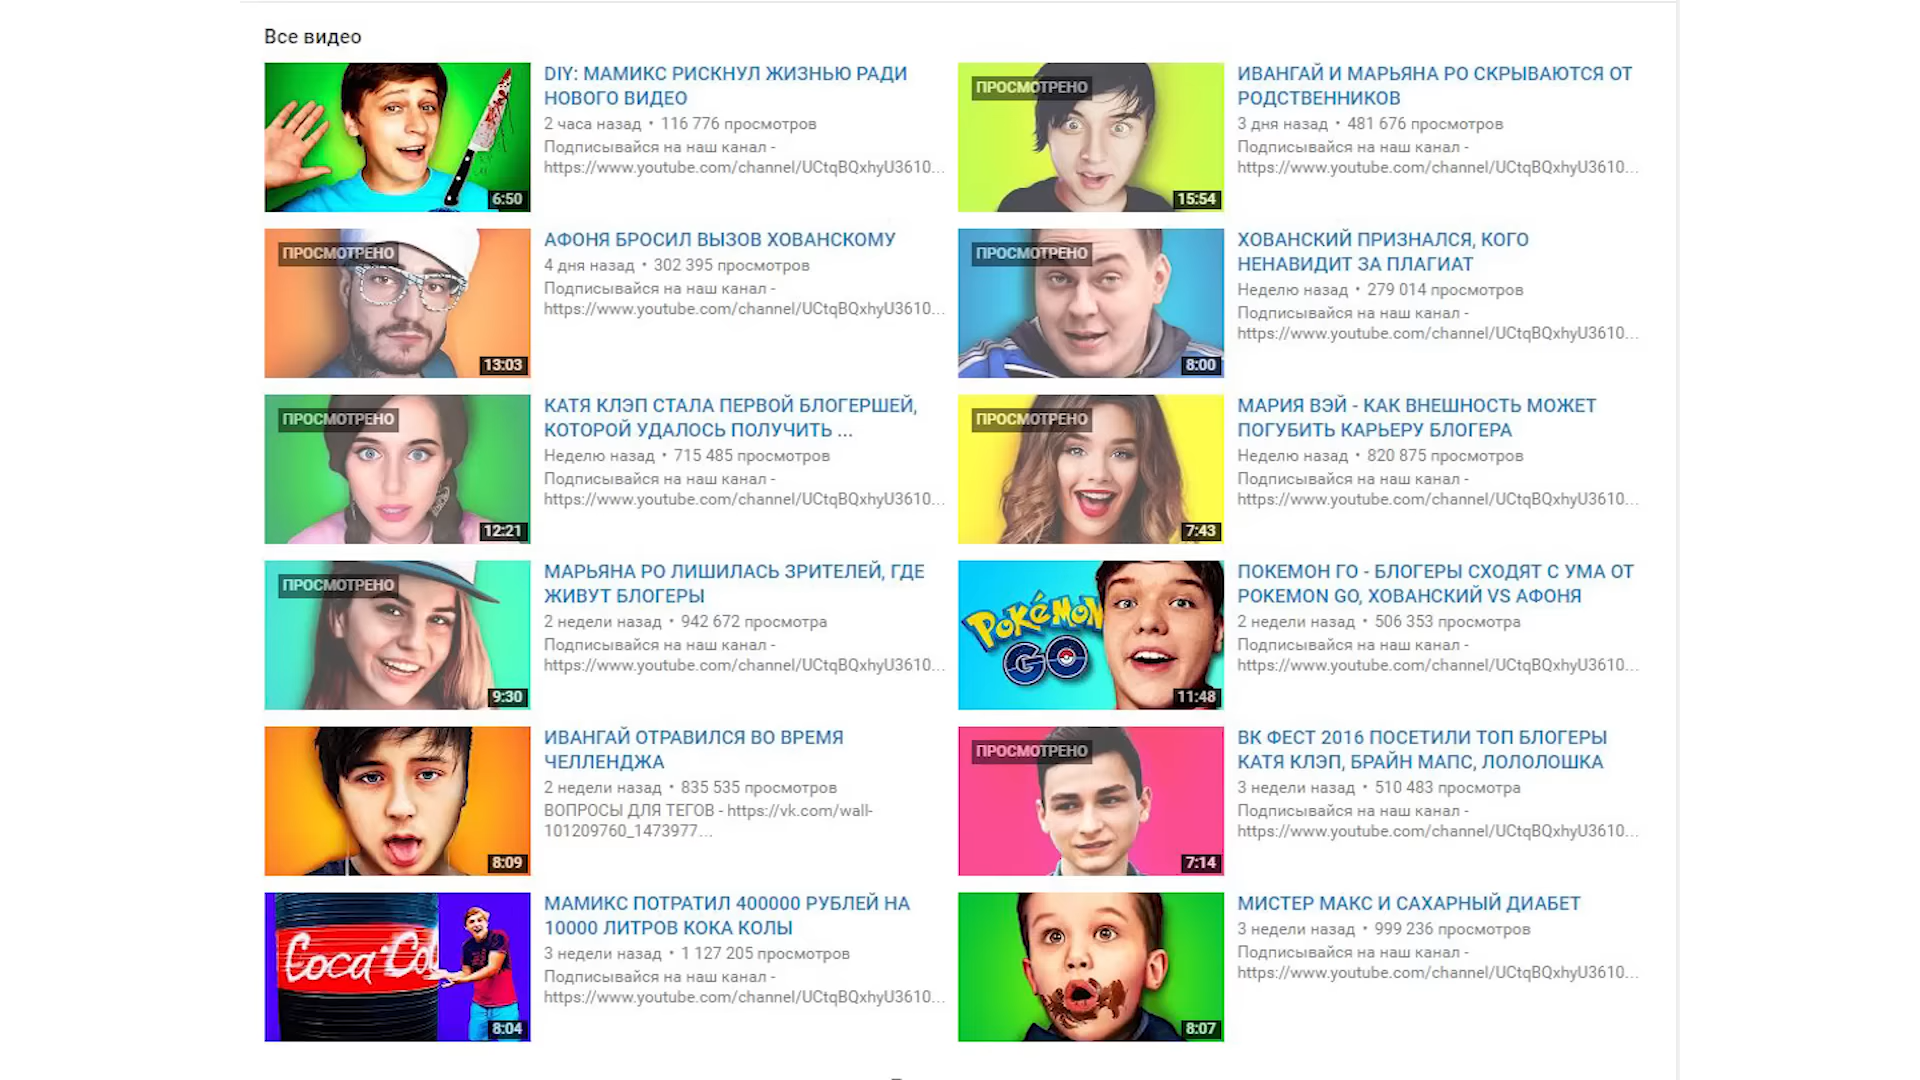 Все видео
DIY: МАМИКС РИСКНУЛ ЖИЗНЬЮ РАДИ
НОВОГО ВИДЕО
2 часа назад • 116 776 просмотров
Подписывайся на наш канал -
https://www.youtube.com/channel/UCtqBQxhyU3610...
6:50
ПРОСМОТРЕНО
ИВАНГАЙ И МАРЬЯНА РО СКРЫВАЮТСЯ ОТ
РОДСТВЕННИКОВ
3 дня назад • 481 676 просмотров
Подписывайся на наш канал -
https://www.youtube.com/channel/UCtqBQxhyU3610...
15:54
ПРОСМОТРЕНО
АФОНЯ БРОСИЛ ВЫЗОВ ХОВАНСКОМУ
4 дня назад • 302 395 просмотров
Подписывайся на наш канал -
https://www.youtube.com/channel/UCtqBQxhyU3610...
13:03
ПРОСМОТРЕНО
ХОВАНСКИЙ ПРИЗНАЛСЯ, КОГО
НЕНАВИДИТ ЗА ПЛАГИАТ
Неделю назад • 279 014 просмотров
Подписывайся на наш канал -
https://www.youtube.com/channel/UCtqBQxhyU3610...
8:00
ПРОСМОТРЕНО
КАТЯ КЛЭП СТАЛА ПЕРВОЙ БЛОГЕРШЕЙ,
КОТОРОЙ УДАЛОСЬ ПОЛУЧИТЬ ...
Неделю назад • 715 485 просмотров
Подписывайся на наш канал -
https://www.youtube.com/channel/UCtqBQxhyU3610...
12:21
ПРОСМОТРЕНО
МАРИЯ ВЭЙ - КАК ВНЕШНОСТЬ МОЖЕТ
ПОГУБИТЬ КАРЬЕРУ БЛОГЕРА
Неделю назад • 820 875 просмотров
Подписывайся на наш канал -
https://www.youtube.com/channel/UCtqBQxhyU3610...
7:43
ПРОСМОТРЕНО
МАРЬЯНА РО ЛИШИЛАСЬ ЗРИТЕЛЕЙ, ГДЕ
ЖИВУТ БЛОГЕРЫ
2 недели назад • 942 672 просмотра
Подписывайся на наш канал -
https://www.youtube.com/channel/UCtqBQxhyU3610...
9:30
POKéMON
GO
ПОКЕМОН ГО - БЛОГЕРЫ СХОДЯТ С УМА ОТ
POKEMON GO, ХОВАНСКИЙ VS АФОНЯ
2 недели назад • 506 353 просмотра
Подписывайся на наш канал -
https://www.youtube.com/channel/UCtqBQxhyU3610...
11:48
ИВАНГАЙ ОТРАВИЛСЯ ВО ВРЕМЯ
ЧЕЛЛЕНДЖА
2 недели назад • 835 535 просмотров
ВОПРОСЫ ДЛЯ ТЕГОВ - https://vk.com/wall-
101209760_1473977...
8:09
ПРОСМОТРЕНО
ВК ФЕСТ 2016 ПОСЕТИЛИ ТОП БЛОГЕРЫ
КАТЯ КЛЭП, БРАЙН МАПС, ЛОЛОЛОШКА
3 недели назад • 510 483 просмотра
Подписывайся на наш канал -
https://www.youtube.com/channel/UCtqBQxhyU3610...
7:14
Coca-Col
МАМИКС ПОТРАТИЛ 400000 РУБЛЕЙ НА
10000 ЛИТРОВ КОКА КОЛЫ
3 недели назад • 1 127 205 просмотров
Подписывайся на наш канал -
https://www.youtube.com/channel/UCtqBQxhyU3610...
8:04
МИСТЕР МАКС И САХАРНЫЙ ДИАБЕТ
3 недели назад • 999 236 просмотров
Подписывайся на наш канал -
https://www.youtube.com/channel/UCtqBQxhyU3610...
8:07